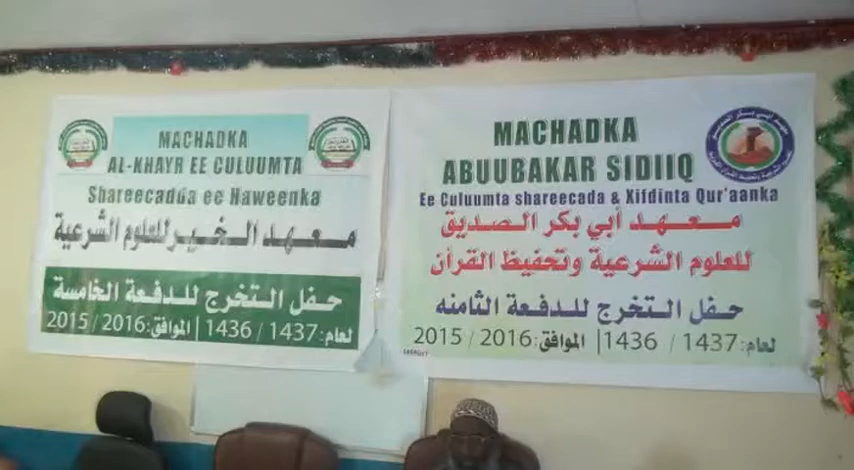 MACHADKA
AL-KHAYR EE CULUUMTA
Shareecadda ee Haweenka
معهد الخير للعلوم الشرعية
حفل التخرج للدفعة الخامسة
لعام: 1437 / 1436 | الموافق: 2016 / 2015
MACHADKA
ABUUBAKAR SIDIIQ
Ee Culuumta shareecada & Xifdinta Qur'aanka
معهد أبي بكر الصديق
للعلوم الشرعية وتحفيظ القرأن
حفل التخرج للدفعة الثامنه
لعام: 1437 / 1436 | الموافق: 2016 / 2015